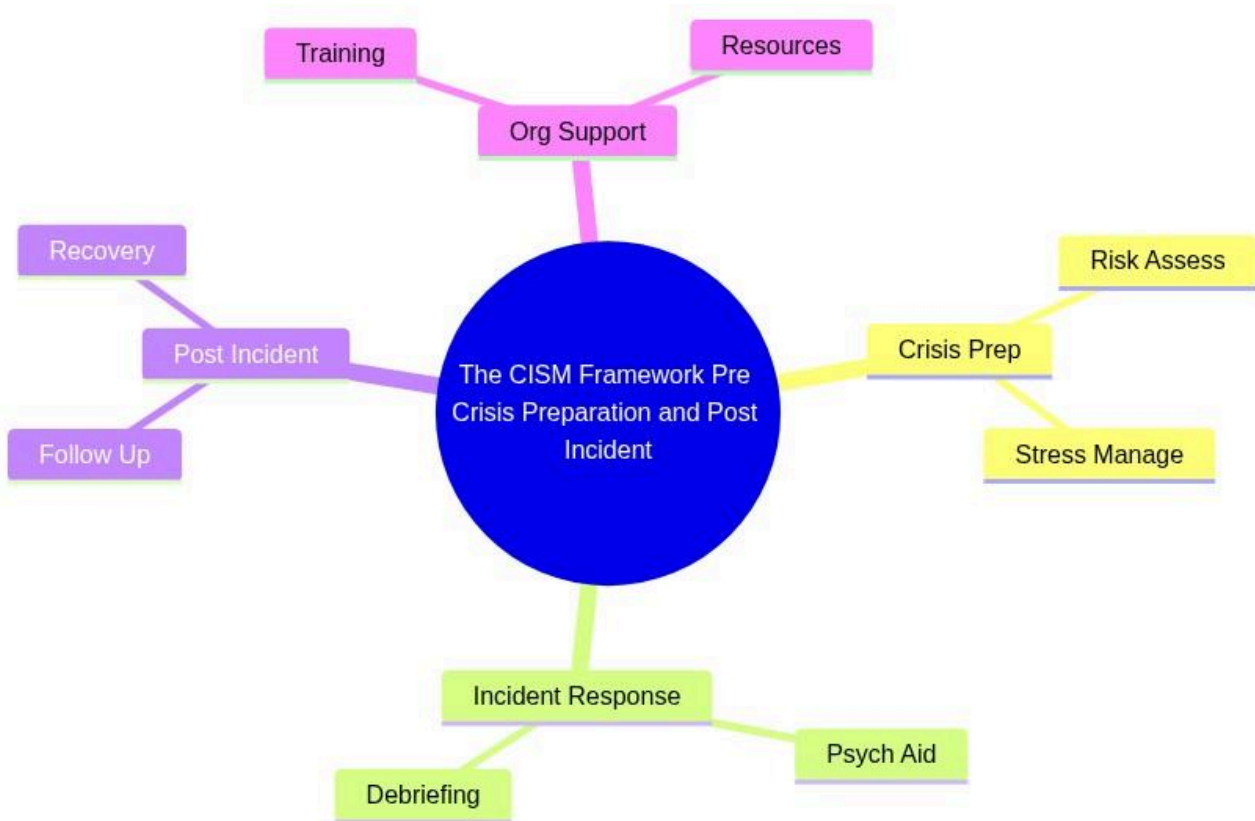 Training
Resources
Org Support
Recovery
Risk Assess
Post Incident
Crisis Prep
The CISM Framework Pre
Crisis Preparation and Post
Incident
Follow Up
Stress Manage
Incident Response
Psych Aid
Debriefing